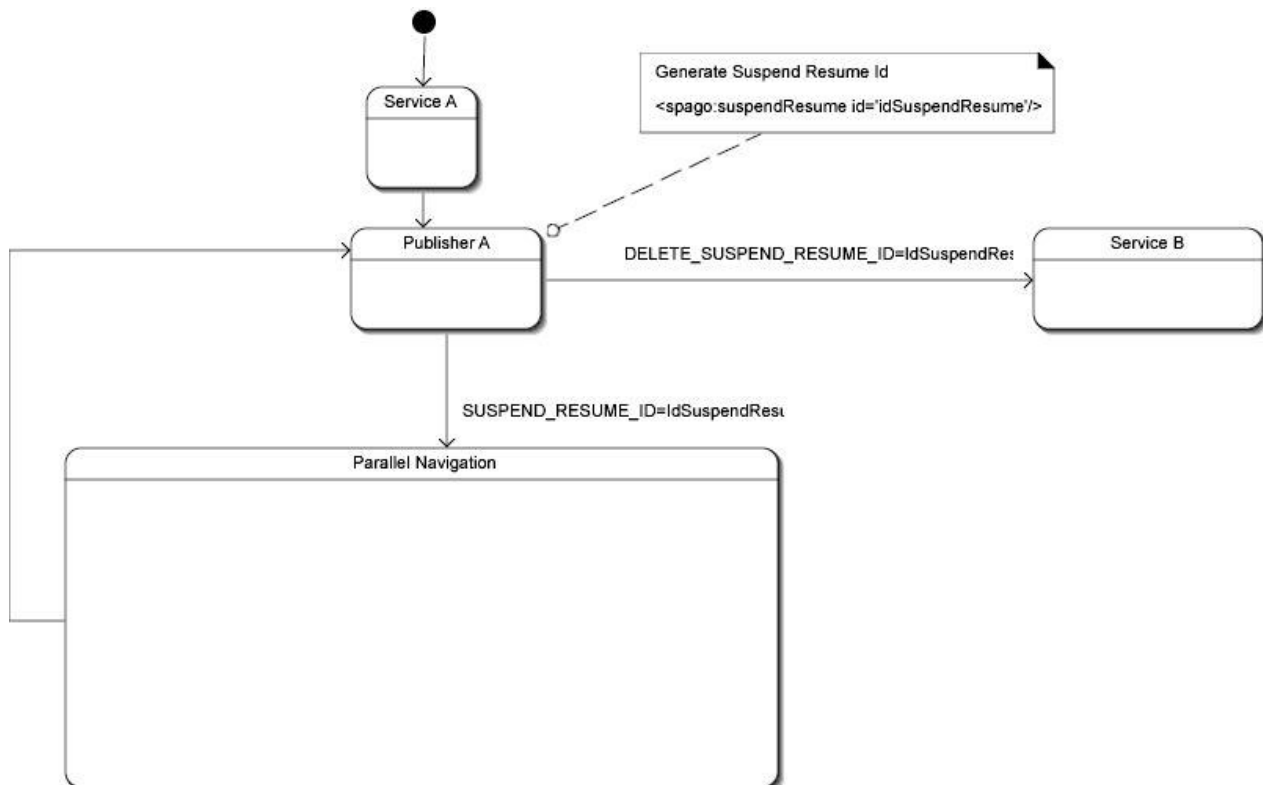 Generate Suspend Resume Id
<spago:suspendResume id='idSuspendResume'/>
Service A
Publisher A
Service B
DELETE_SUSPEND_RESUME_ID=IdSuspendRes
SUSPEND_RESUME_ID=IdSuspendResu
Parallel Navigation